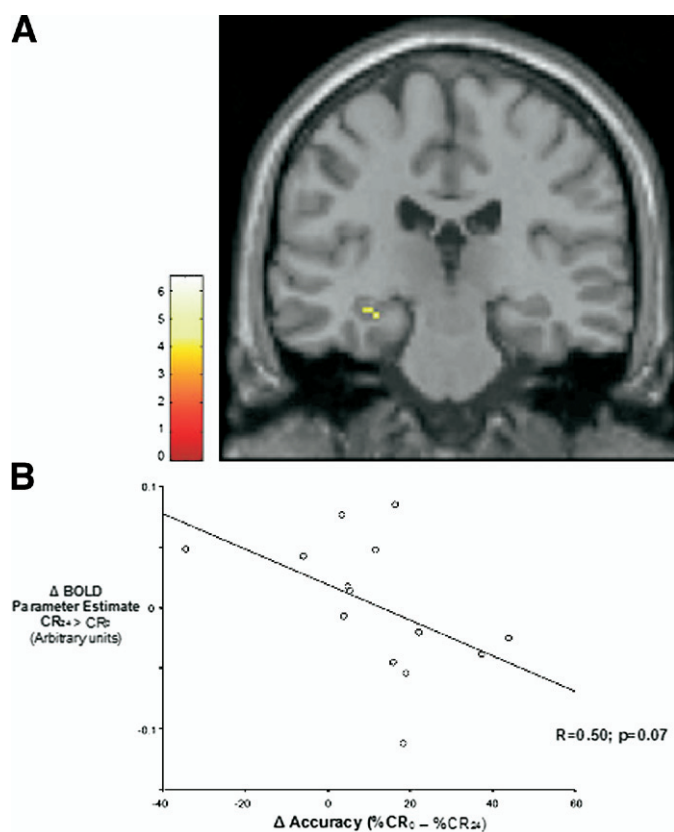 A
6
5
4
3
2
1
0
B
0.1
0
-0.1
Δ BOLD
Parameter Estimate
CR₂₄ > CR₀
(Arbitrary units)
R=0.50; p=0.07
-40 -20 0 20 40 60
Δ Accuracy (%CR₀ – %CR₂₄)